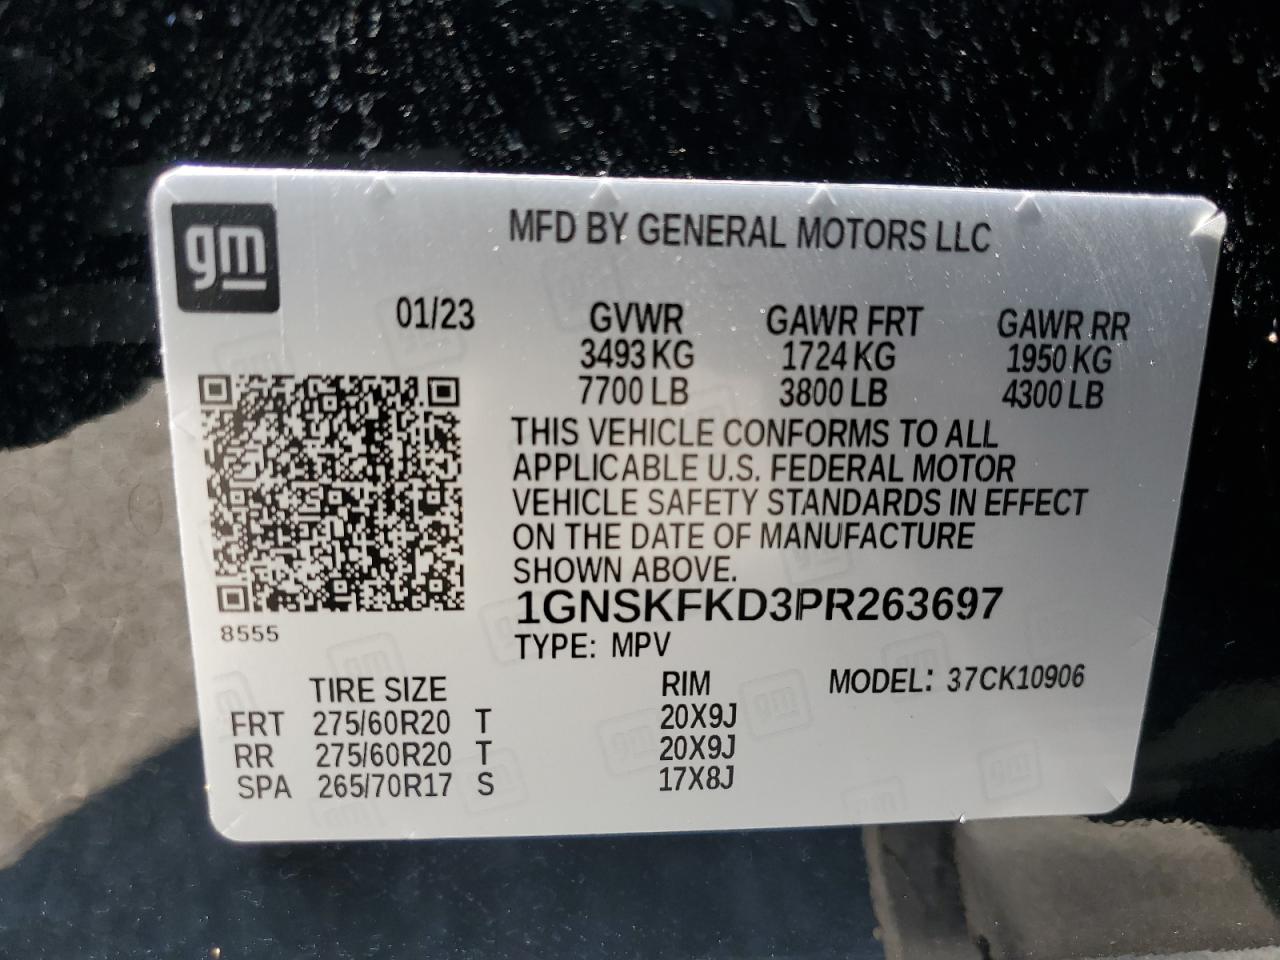 gm
MFD BY GENERAL MOTORS LLC
01/23 GVWR GAWR FRT GAWR RR
3493 KG 1724 KG 1950 KG
7700 LB 3800 LB 4300 LB
THIS VEHICLE CONFORMS TO ALL
APPLICABLE U.S. FEDERAL MOTOR
VEHICLE SAFETY STANDARDS IN EFFECT
ON THE DATE OF MANUFACTURE
SHOWN ABOVE.
1GNSKFKD3PR263697
8555
TYPE: MPV
TIRE SIZE RIM MODEL: 37CK10906
FRT 275/60R20 T 20X9J
RR 275/60R20 T 20X9J
SPA 265/70R17 S 17X8J